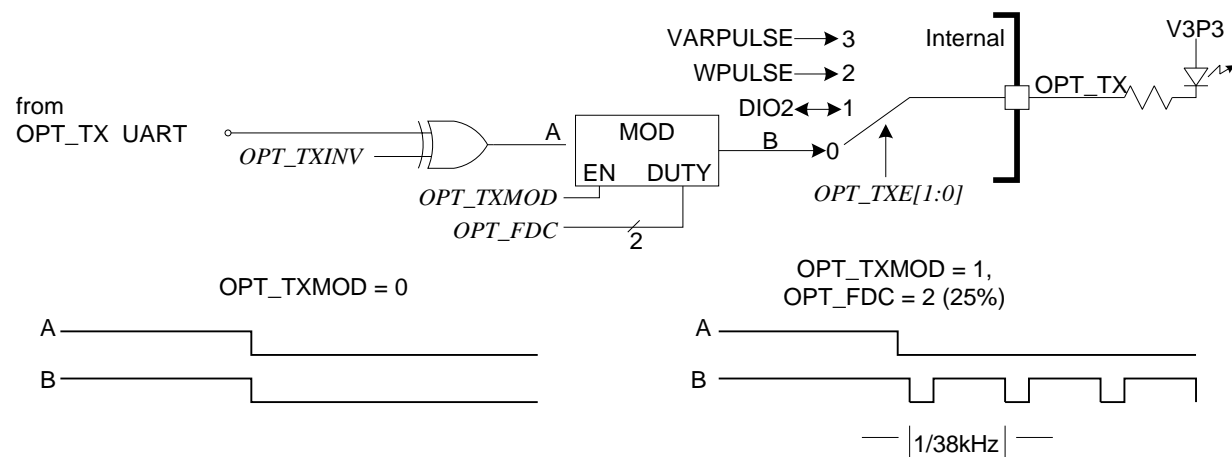 VARPULSE 3
Internal
V3P3
WPULSE 2
OPT_TX
from
OPT_TX UART
DIO2 1
A
MOD
B
0
OPT_TXINV
EN DUTY
OPT_TXMOD
OPT_TXE[1:0]
OPT_FDC
2
OPT_TXMOD = 0
OPT_TXMOD = 1,
OPT_FDC = 2 (25%)
A
B
A
B
1/38kHz